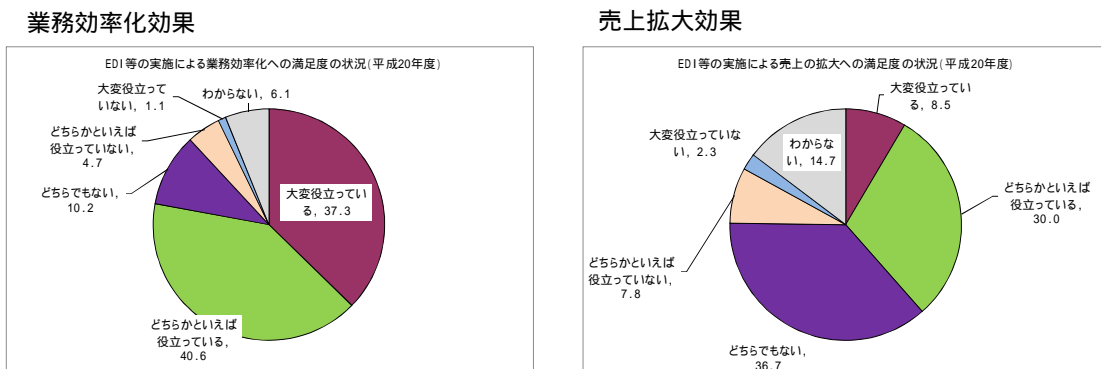 業務効率化効果
EDI等の実施による業務効率化への満足度の状況(平成20年度)
大変役立って
いない, 1.1
わからない, 6.1
どちらかといえば
役立っていない,
4.7
どちらでもない,
10.2
大変役立ってい
る, 37.3
どちらかといえば
役立っている,
40.6
売上拡大効果
EDI等の実施による売上の拡大への満足度の状況(平成20年度)
大変役立ってい
る, 8.5
大変役立っていな
い, 2.3
わからな
い, 14.7
どちらかといえば
役立っている,
30.0
どちらかといえば
役立っていない,
7.8
どちらでもない,
36.7